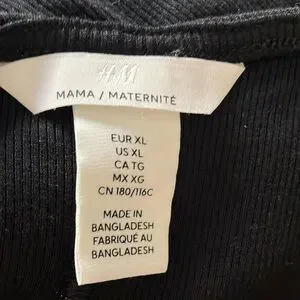 H&M
MAMA / MATERNITÉ
EUR XL
US XL
CA TG
MX XG
CN 180/116C
MADE IN
BANGLADESH
FABRIQUÉ AU
BANGLADESH